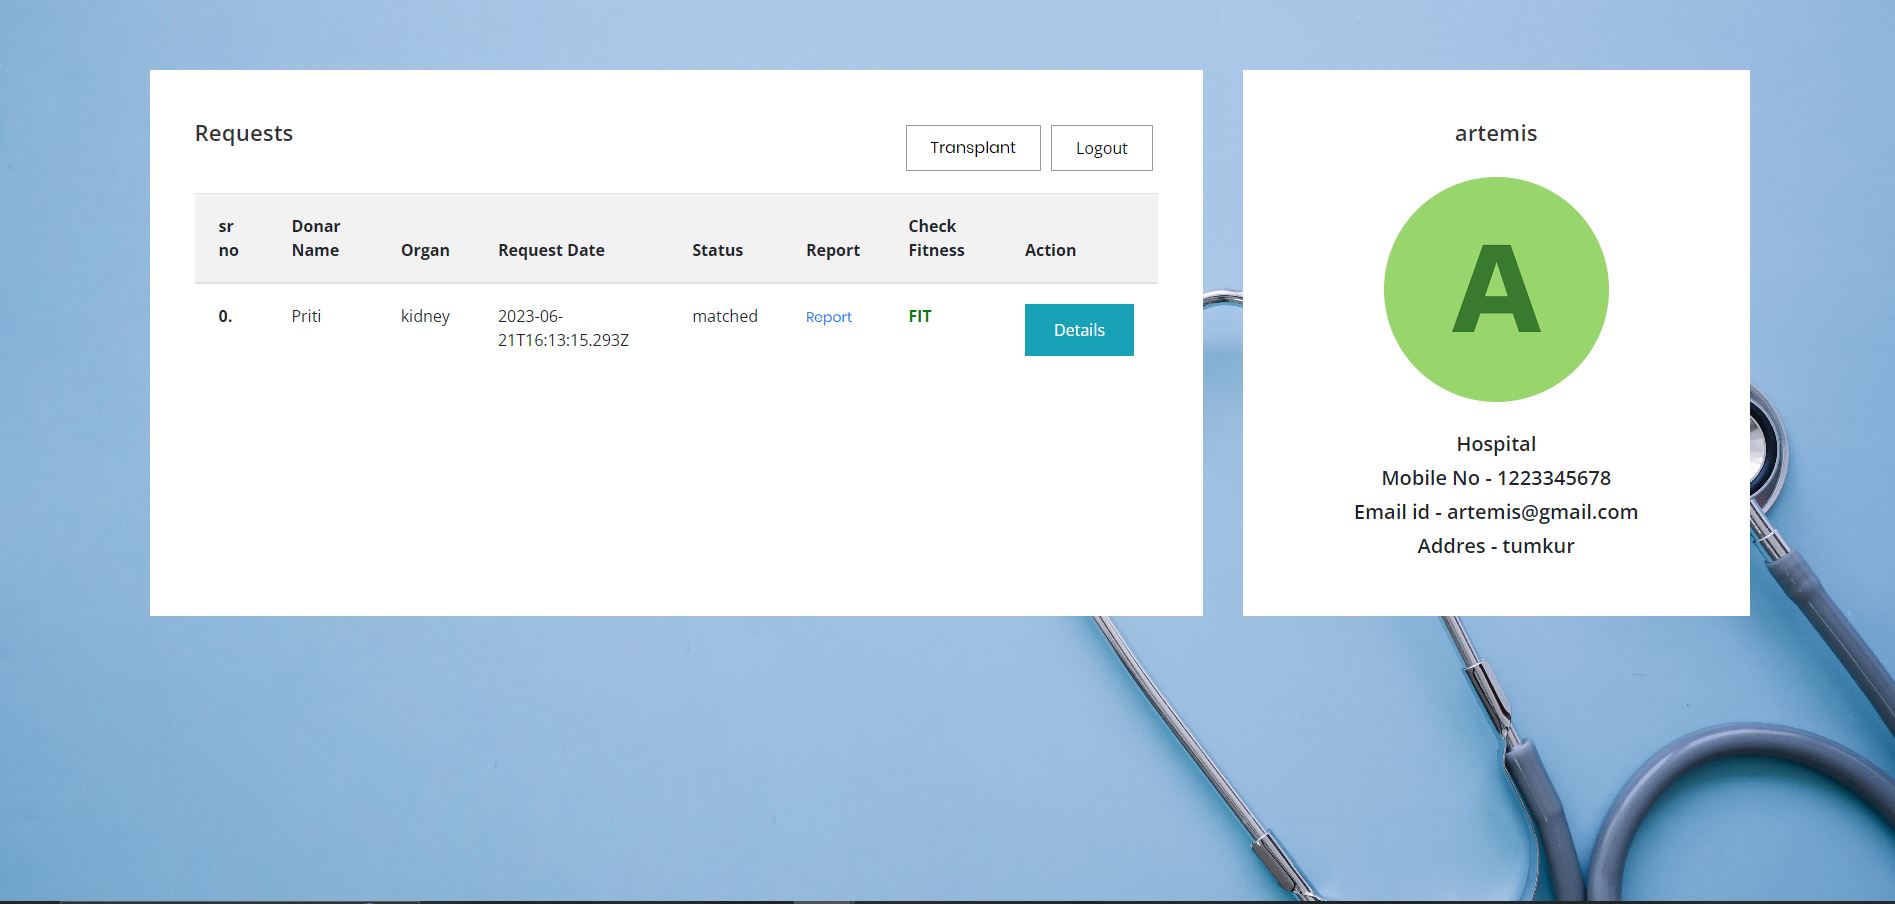 Requests
Transplant
Logout
sr no
Donar Name
Organ
Request Date
Status
Report
Check Fitness
Action
0.
Priti
kidney
2023-06-
21T16:13:15.293Z
matched
Report
FIT
Details
artemis
A
Hospital
Mobile No - 1223345678
Email id - artemis@gmail.com
Addres - tumkur